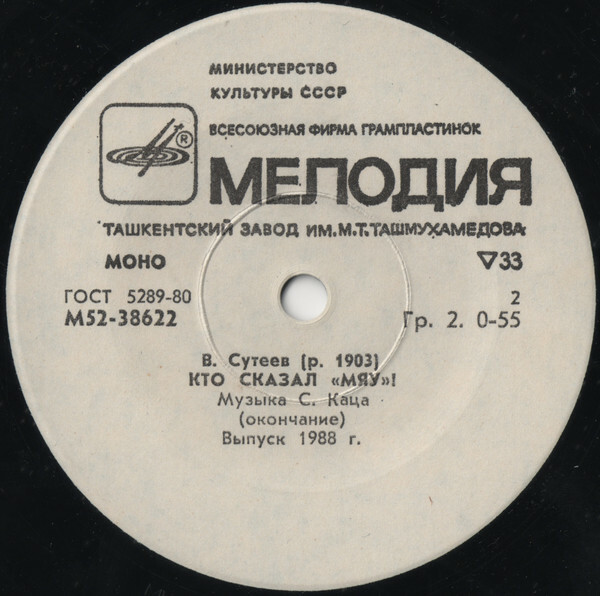 МИНИСТЕРСТВО
КУЛЬТУРЫ СССР
ВСЕСОЮЗНАЯ ФИРМА ГРАМПЛАСТИНОК
®
МЕЛОДИЯ
ТАШКЕНТСКИЙ ЗАВОД ИМ. М.Т.ТАШМУХАМЕДОВА
МОНО ▽33
ГОСТ 5289-80 2
М52-38622 Гр. 2. 0-55
В. Сутеев (р. 1903)
КТО СКАЗАЛ «МЯУ»!
Музыка С. Каца
(окончание)
Выпуск 1988 г.